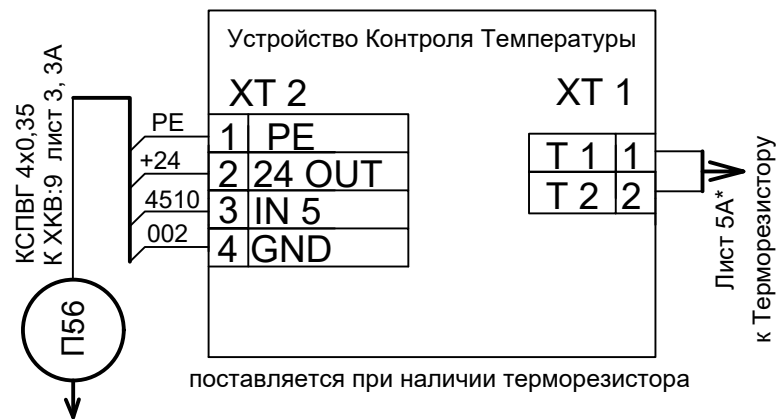 Устройство Контроля Температуры
XT 2
XT 1
КСПВГ 4х0,35
К ХКВ:9 лист 3, 3А
PE
1 PE
+24
2 24 OUT
4510
3 IN 5
002
4 GND
T 1 1
T 2 2
Лист 5А*
к Терморезистору
П56
поставляется при наличии терморезистора